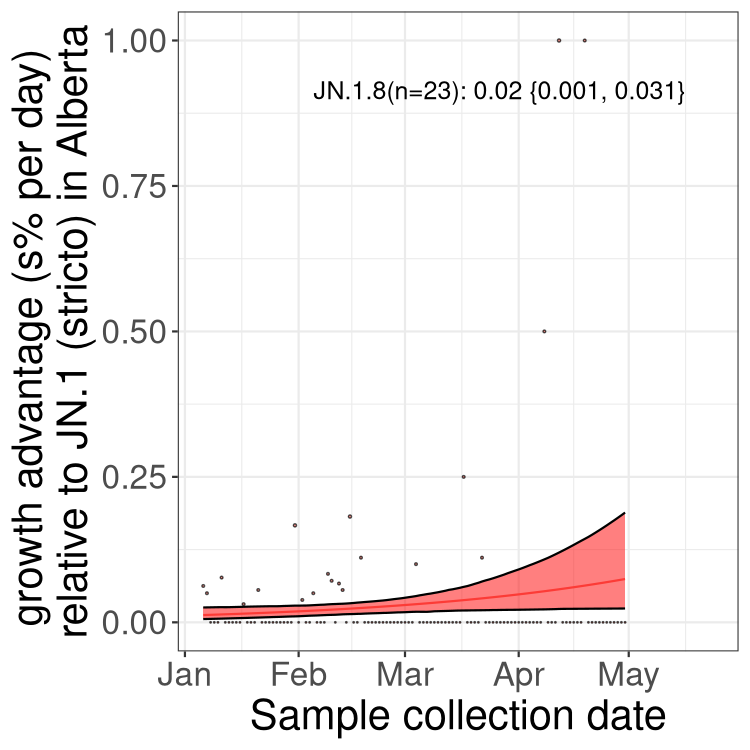 growth advantage (s% per day)
relative to JN.1 (stricto) in Alberta
1.00
0.75
0.50
0.25
0.00
JN.1.8(n=23): 0.02 {0.001, 0.031}
Jan Feb Mar Apr May
Sample collection date